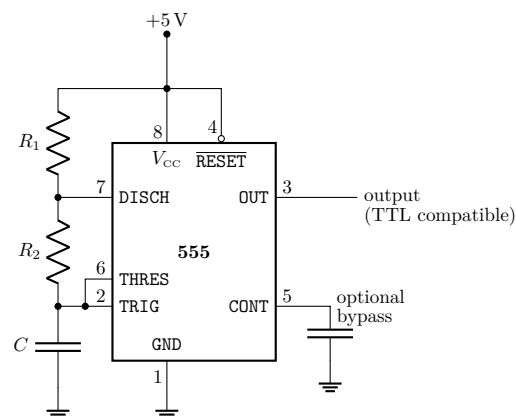 +5 V
8
4
R1
VCC
RESET
7
DISCH
OUT
3
output
(TTL compatible)
R2
555
6
THRES
2
TRIG
CONT
5
optional
bypass
C
GND
1